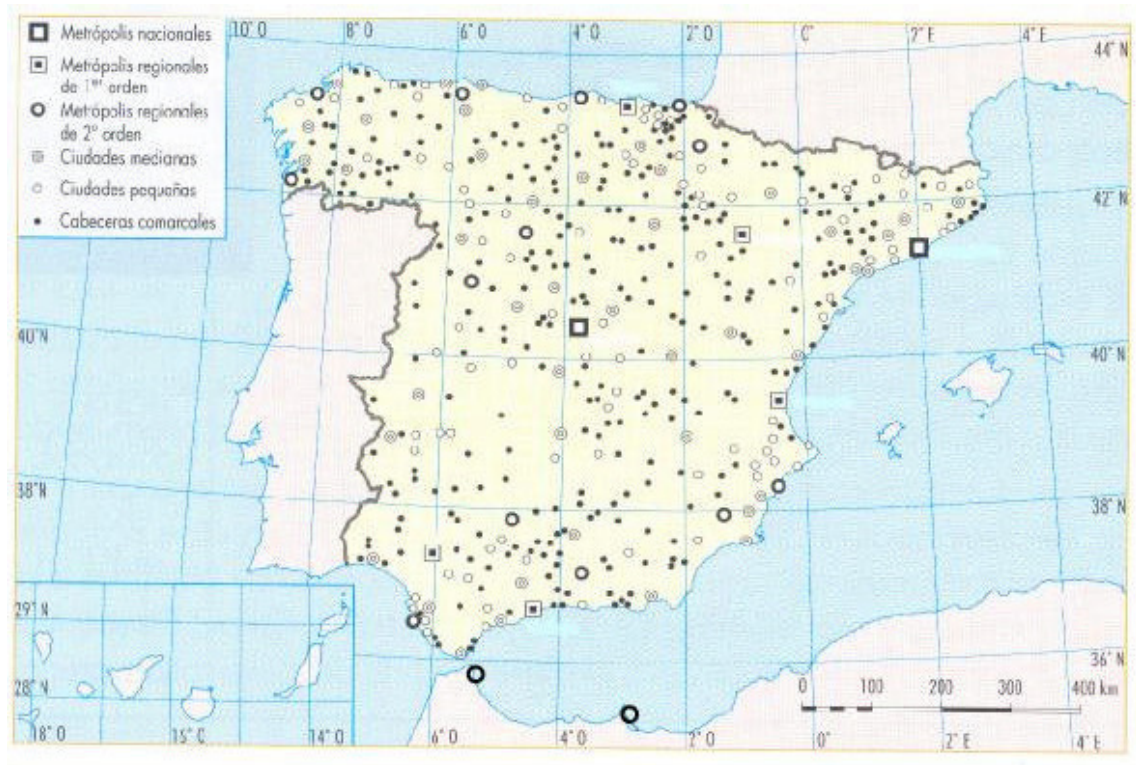 Metrópolis nacionales
Metrópolis regionales
de 1er orden
Metrópolis regionales
de 2º orden
Ciudades medianas
Ciudades pequeñas
Cabeceras comarcales
10° O
8° O
6° O
4° O
2° O
0°
2° E
4° E
44° N
42° N
40° N
40° N
38° N
38° N
36° N
29° N
28° N
18° O
14° O
6° O
4° O
2° O
0°
2° E
4° E
0
100
200
300
400 km